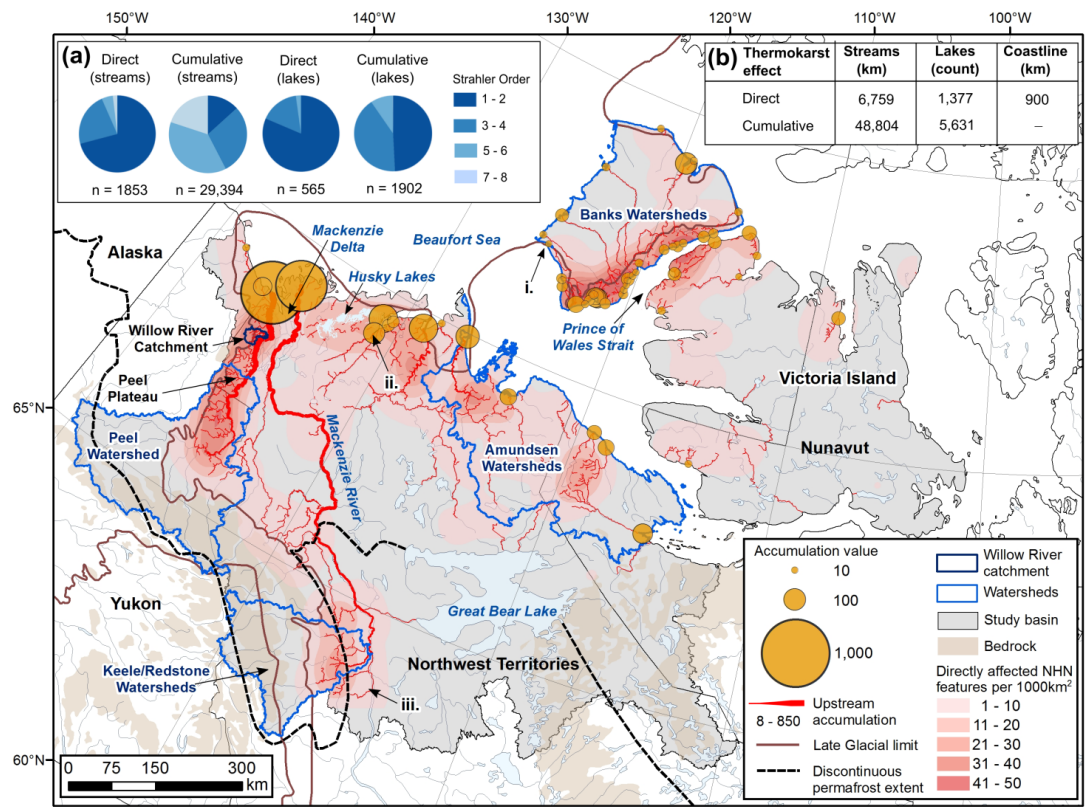 150°W
140°W
130°W
120°W
110°W
100°W
(a)
Direct
(streams)
Cumulative
(streams)
Direct
(lakes)
Cumulative
(lakes)
Strahler Order
1 - 2
3 - 4
5 - 6
7 - 8
n = 1853
n = 29,394
n = 565
n = 1902
(b)
Thermokarst
effect
Streams
(km)
Lakes
(count)
Coastline
(km)
Direct
6,759
1,377
900
Cumulative
48,804
5,631
–
Alaska
Mackenzie
Delta
Beaufort Sea
Husky Lakes
Banks Watersheds
i.
Prince of
Wales Strait
Willow River
Catchment
ii.
Peel
Plateau
Victoria Island
65°N
Peel
Watershed
Mackenzie River
Amundsen
Watersheds
Nunavut
Yukon
Great Bear Lake
Keele/Redstone
Watersheds
Northwest Territories
iii.
60°N
0 75 150 300
km
Accumulation value
10
100
1,000
Upstream
accumulation
8 - 850
Late Glacial limit
Discontinuous
permafrost extent
Willow River
catchment
Watersheds
Study basin
Bedrock
Directly affected NHN
features per 1000km²
1 - 10
11 - 20
21 - 30
31 - 40
41 - 50